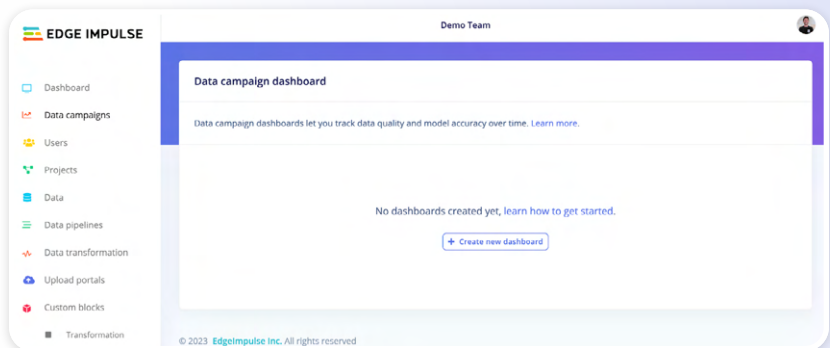 EDGE IMPULSE
Demo Team
Dashboard
Data campaigns
Users
Projects
Data
Data pipelines
Data transformation
Upload portals
Custom blocks
Transformation
Data campaign dashboard
Data campaign dashboards let you track data quality and model accuracy over time. Learn more.
No dashboards created yet, learn how to get started.
+ Create new dashboard
© 2023 EdgeImpulse Inc. All rights reserved